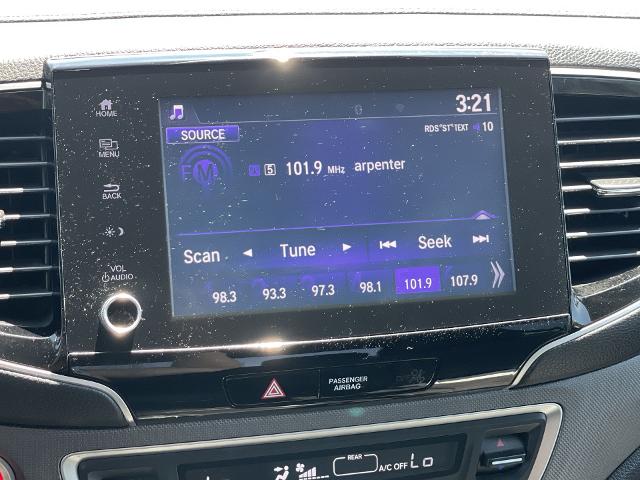 HOME
3:21
SOURCE
RDS "ST" TEXT 10
MENU
FM
5 101.9 MHz arpenter
BACK
Scan Tune Seek
VOL
AUDIO
98.3 93.3 97.3 98.1 101.9 107.9
PASSENGER
AIRBAG
REAR
A/C OFF Lo